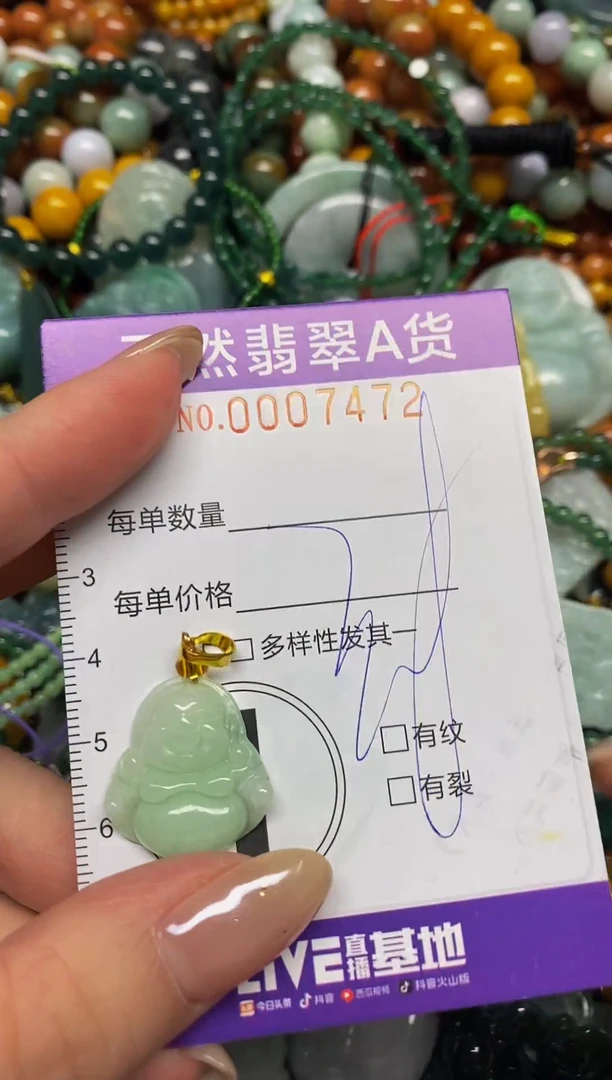 然翡翠A货
NO.0007472
每单数量
每单价格
3
□多样性发其一
4
5
□有纹
□有裂
6
LIVE直播基地
今日头条 抖音 西瓜视频 抖音火山版